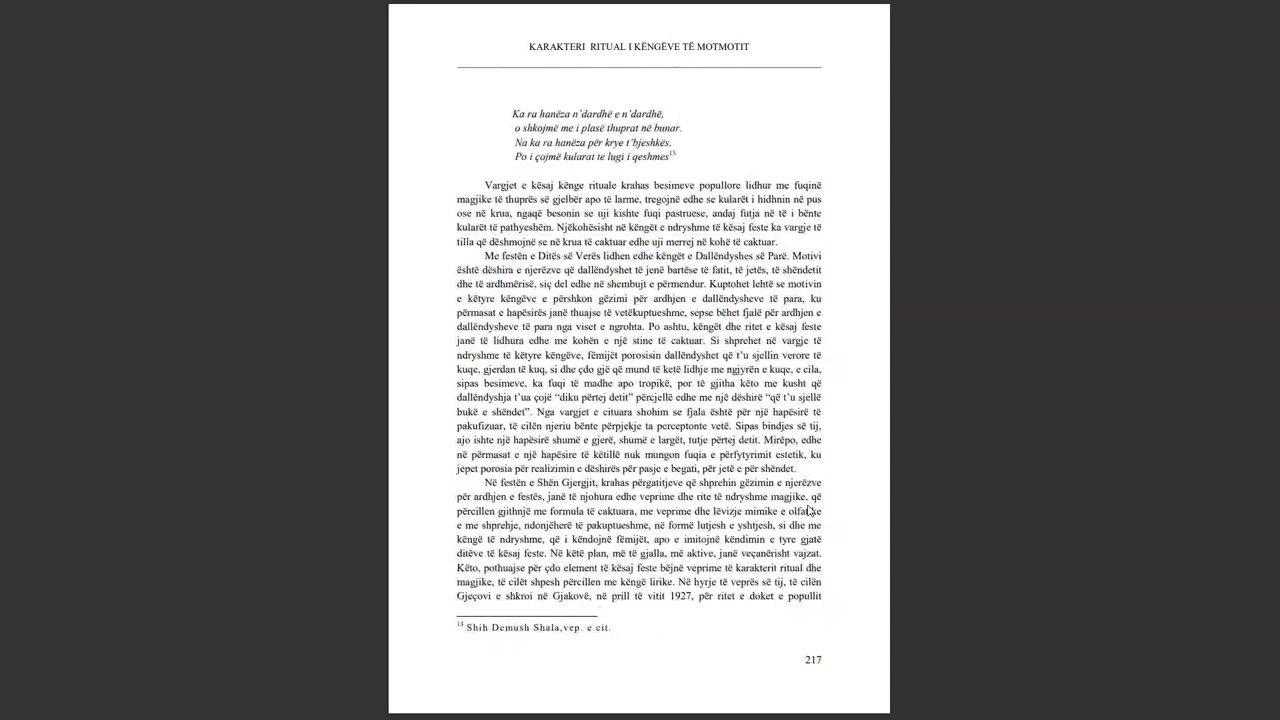 KARAKTERI RITUAL I KËNGËVE TË MOTMOTIT
Ka ra hanëza n'dardhë e n'dardhë,
o shkojmë me i plasë thuprat në bunar.
Na ka ra hanëza për krye t'bjeshkës.
Po i çojmë kularat te lugi i qeshmes13.
Vargjet e kësaj kënge rituale krahas besimeve popullore lidhur me fuqinë
magjike të thuprës së gjelbër apo të larme, tregojnë edhe se kularët i hidhnin në pus
ose në krua, ngaqë besonin se uji kishte fuqi pastruese, andaj futja në të i bënte
kularët të pathyeshëm. Njëkohësisht në këngët e ndryshme të kësaj feste ka vargje të
tilla që dëshmojnë se në krua të caktuar edhe uji merrej në kohë të caktuar.
Me festën e Ditës së Verës lidhen edhe këngët e Dallëndyshes së Parë. Motivi
është dëshira e njerëzve që dallëndyshet të jenë bartëse të fatit, të jetës, të shëndetit
dhe të ardhmërisë, siç del edhe në shembujt e përmendur. Kuptohet lehtë se motivin
e këtyre këngëve e përshkon gëzimi për ardhjen e dallëndysheve të para, ku
përmasat e hapësirës janë thuajse të vetëkuptueshme, sepse bëhet fjalë për ardhjen e
dallëndysheve të para nga viset e ngrohta. Po ashtu, këngët dhe ritet e kësaj feste
janë të lidhura edhe me kohën e një stine të caktuar. Si shprehet në vargje të
ndryshme të këtyre këngëve, fëmijët porosisin dallëndyshet që t'u sjellin verore të
kuqe, gjerdan të kuq, si dhe çdo gjë që mund të ketë lidhje me ngjyrën e kuqe, e cila,
sipas besimeve, ka fuqi të madhe apo tropikë, por të gjitha këto me kusht që
dallëndyshja t'ua çojë “diku përtej detit” përcjellë edhe me një dëshirë “që t'u sjellë
bukë e shëndet”. Nga vargjet e cituara shohim se fjala është për një hapësirë të
pakufizuar, të cilën njeriu bënte përpjekje ta perceptonte vetë. Sipas bindjes së tij,
ajo ishte një hapësirë shumë e gjerë, shumë e largët, tutje përtej detit. Mirëpo, edhe
në përmasat e një hapësire të këtillë nuk mungon fuqia e përfytyrimit estetik, ku
jepet porosia për realizimin e dëshirës për pasje e begati, për jetë e për shëndet.
Në festën e Shën Gjergjit, krahas përgatitjeve që shprehin gëzimin e njerëzve
për ardhjen e festës, janë të njohura edhe veprime dhe rite të ndryshme magjike, që
përcillen gjithnjë me formula të caktuara, me veprime dhe lëvizje mimike e olfatike
e me shprehje, ndonjëherë të pakuptueshme, në formë lutjesh e yshtjesh, si dhe me
këngë të ndryshme, që i këndojnë fëmijët, apo e imitojnë këndimin e tyre gjatë
ditëve të kësaj feste. Në këtë plan, më të gjalla, më aktive, janë veçanërisht vajzat.
Këto, pothuajse për çdo element të kësaj feste bëjnë veprime të karakterit ritual dhe
magjike, të cilët shpesh përcillen me këngë lirike. Në hyrje të veprës së tij, të cilën
Gjeçovi e shkroi në Gjakovë, në prill të vitit 1927, për ritet e doket e popullit
13 Shih Demush Shala,vep. e cit.
217